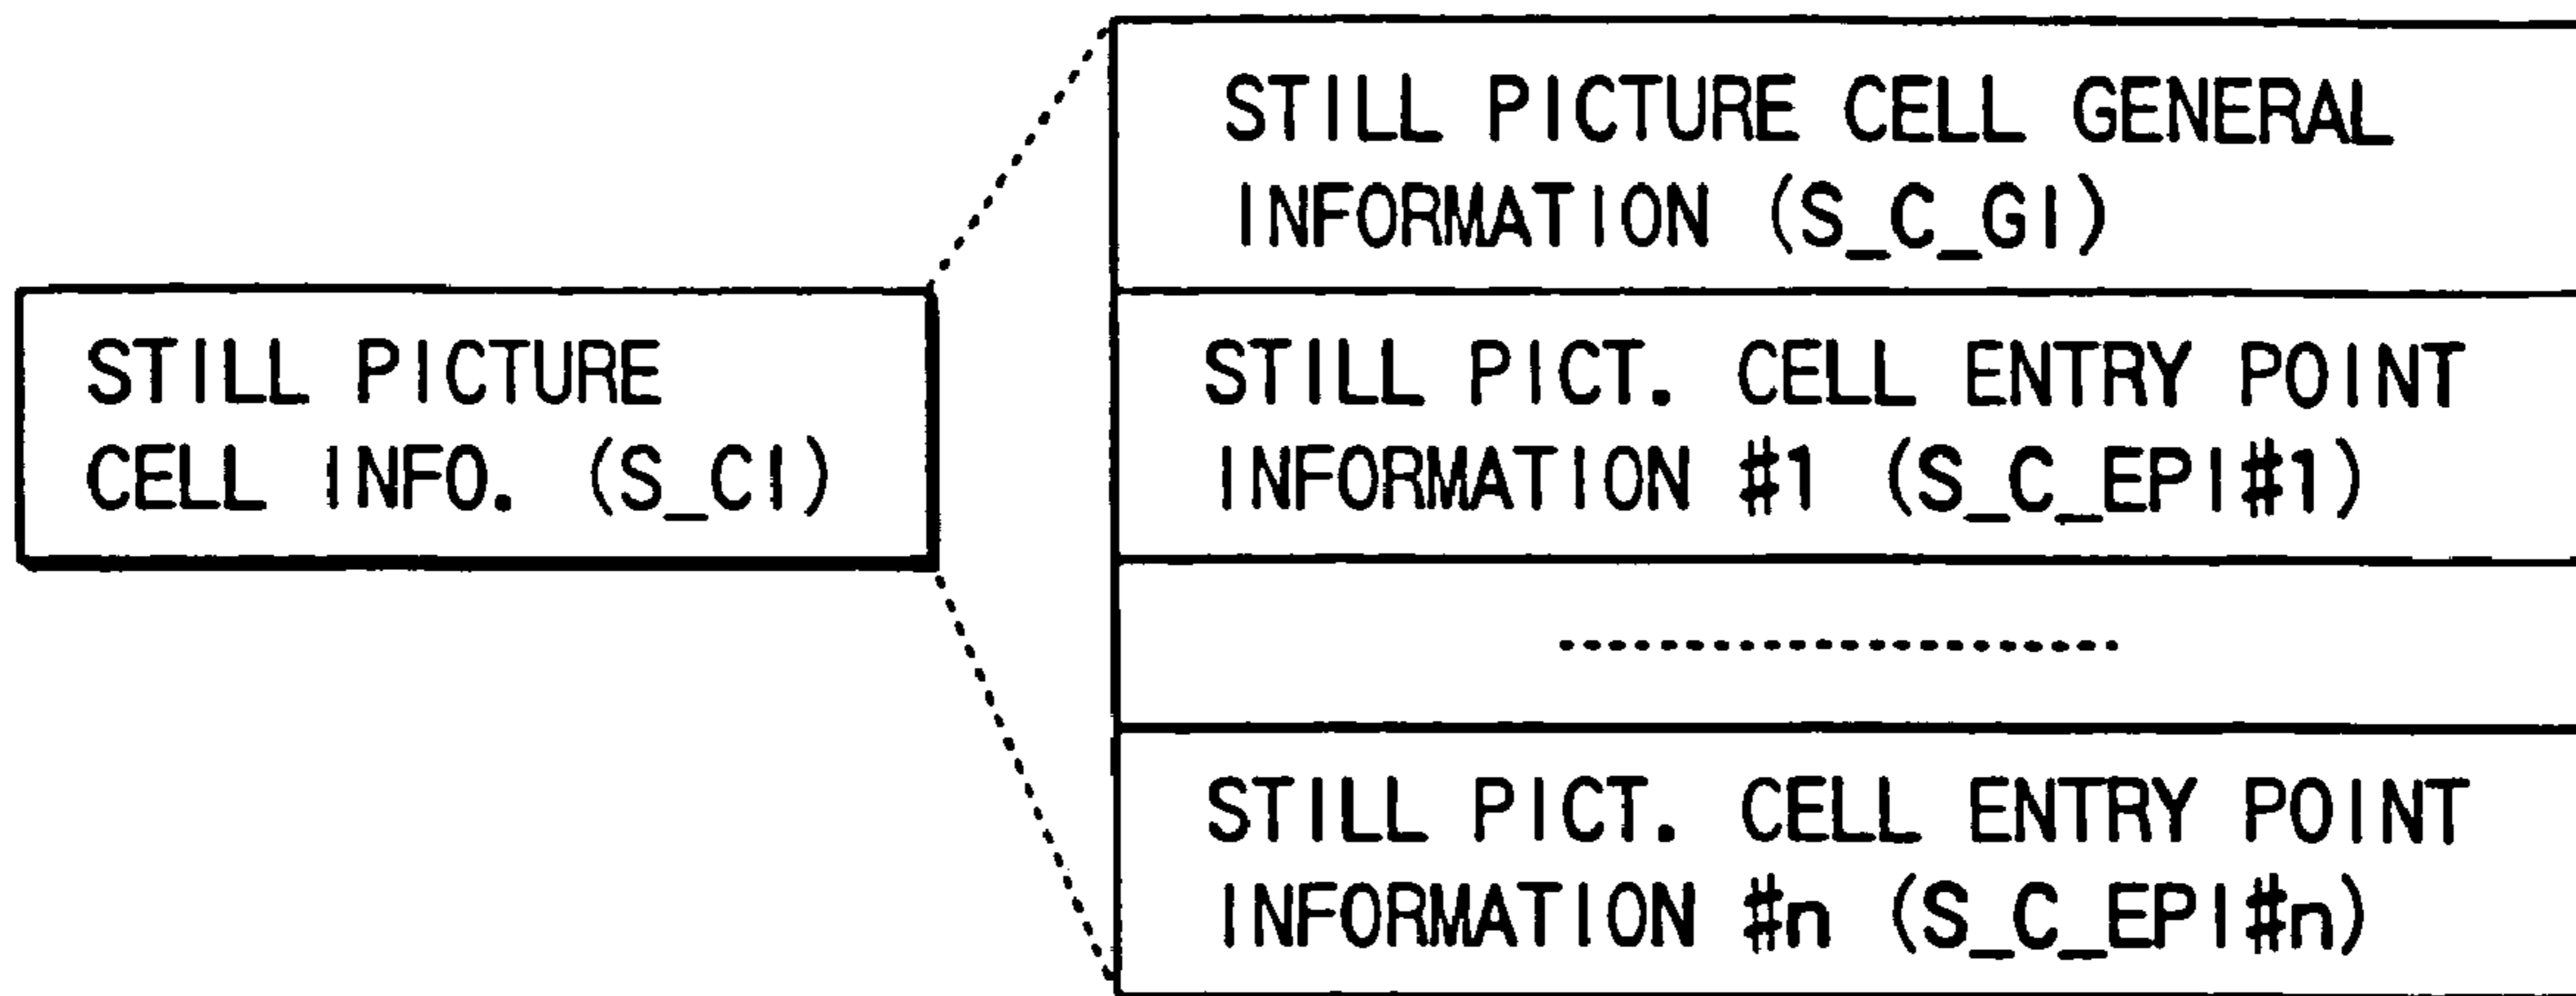 STILL PICTURE
CELL INFO. (S_CI)
STILL PICTURE CELL GENERAL
INFORMATION (S_C_GI)
STILL PICT. CELL ENTRY POINT
INFORMATION #1 (S_C_EPI#1)
STILL PICT. CELL ENTRY POINT
INFORMATION #n (S_C_EPI#n)